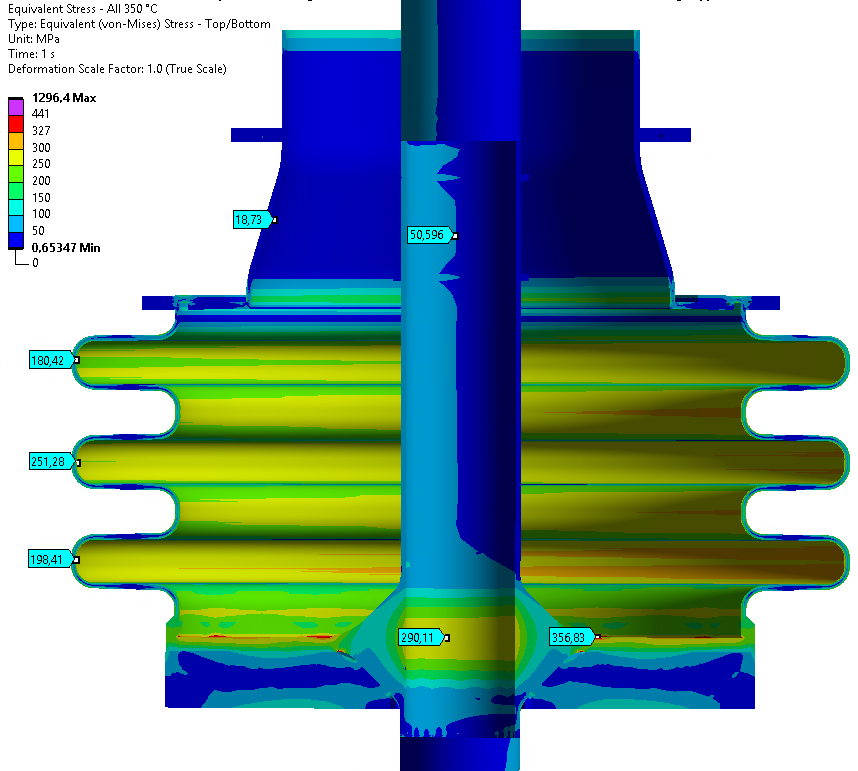 Equivalent Stress - All 350 °C
Type: Equivalent (von-Mises) Stress - Top/Bottom
Unit: MPa
Time: 1 s
Deformation Scale Factor: 1.0 (True Scale)
1296,4 Max
441
327
300
250
200
150
100
50
0,65347 Min
0
18,73
50,596
180,42
251,28
198,41
290,11
356,83